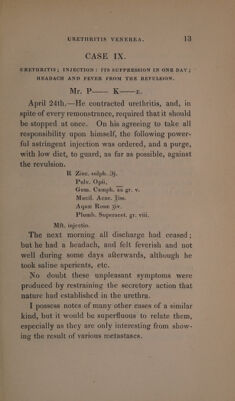 URETHRITIS VENEREA. 13
CASE IX.
URETHRITIS; INJECTION: ITS SUPPRESSION IN ONE DAY;
HEADACH AND FEVER FROM THE REVULSION.
Mr. P—— K——E.
April 24th.—He contracted urethritis, and, in
spite of every remonstrance, required that it should
be stopped at once. On his agreeing to take all
responsibility upon himself, the following power-
ful astringent injection was ordered, and a purge,
with low diet, to guard, as far as possible, against
the revulsion.
R Zinc. sulph. ℈j.
Pulv. Opii,
Gum. Camph. āā gr. v.
Mucil. Acac. ℥iss.
Aquæ Rosæ ℥iv.
Plumb. Superacet. gr. viii.
Mft. injectio.
The next morning all discharge had ceased;
but he had a headach, and felt feverish and not
well during some days afterwards, although he
took saline aperients, etc.
No doubt these unpleasant symptoms were
produced by restraining the secretory action that
nature had established in the urethra.
I possess notes of many other cases of a similar
kind, but it would be superfluous to relate them,
especially as they are only interesting from show-
ing the result of various metastases.